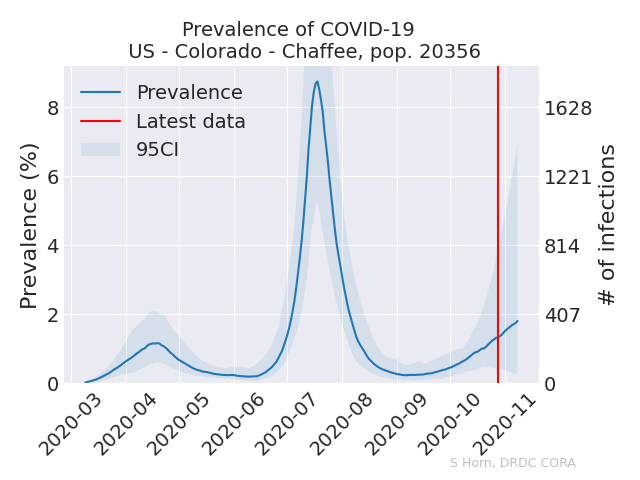 Prevalence of COVID-19
US - Colorado - Chaffee, pop. 20356
Prevalence
Latest data
95CI
Prevalence (%)
8
6
4
2
0
1628
1221
814
407
0
# of infections
2020-03
2020-04
2020-05
2020-06
2020-07
2020-08
2020-09
2020-10
2020-11
S Horn, DRDC CORA